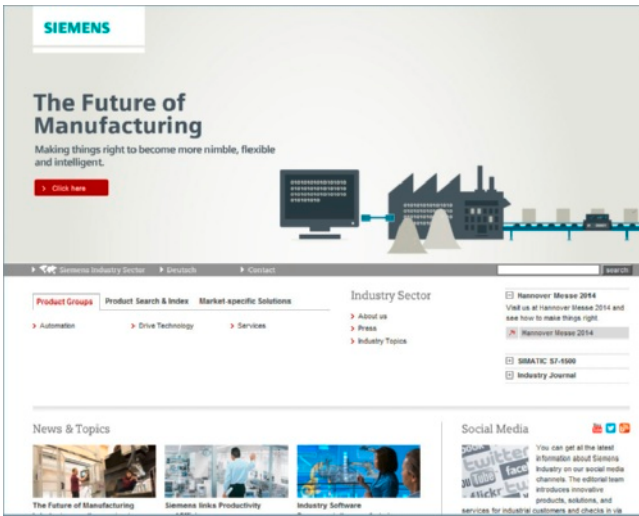 SIEMENS
The Future of
Manufacturing
Making things right to become more nimble, flexible
and intelligent.
Click here
Siemens Industry Sector
Deutsch
Contact
search
Product Groups
Product Search & Index
Market-specific Solutions
Automation
Drive Technology
Services
Industry Sector
About us
Press
Industry Topics
Hannover Messe 2014
Visit us at Hannover Messe 2014 and
see how to make things right.
Hannover Messe 2014
SIMATIC S7-1500
Industry Journal
News & Topics
The Future of Manufacturing
Siemens links Productivity
Industry Software
Social Media
twitter
face
flickr
You can get all the latest
information about Siemens
Industry on our social media
channels. The editorial team
introduces innovative
products, solutions, and
services for industrial customers and checks in via